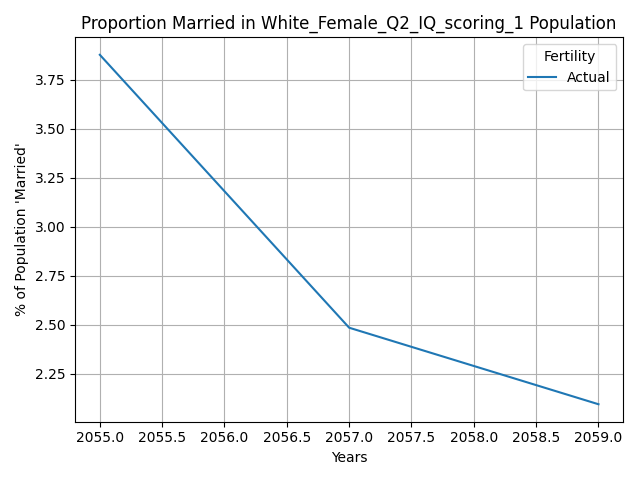 Proportion Married in White_Female_Q2_IQ_scoring_1 Population
Fertility
Actual
% of Population 'Married'
3.75
3.50
3.25
3.00
2.75
2.50
2.25
2055.0 2055.5 2056.0 2056.5 2057.0 2057.5 2058.0 2058.5 2059.0
Years